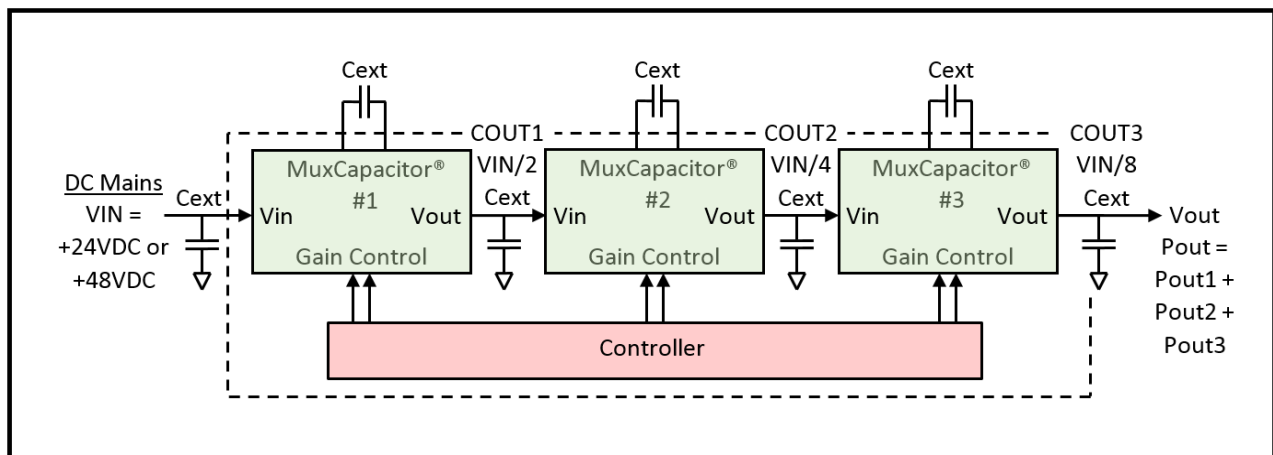 Cext
Cext
Cext
COUT1
COUT2
COUT3
DC Mains
VIN =
+24VDC or
+48VDC
Cext
MuxCapacitor®
#1
Vin
Vout
Gain Control
VIN/2
Cext
MuxCapacitor®
#2
Vin
Vout
Gain Control
VIN/4
Cext
MuxCapacitor®
#3
Vin
Vout
Gain Control
VIN/8
Cext
Vout
Pout =
Pout1 +
Pout2 +
Pout3
Controller